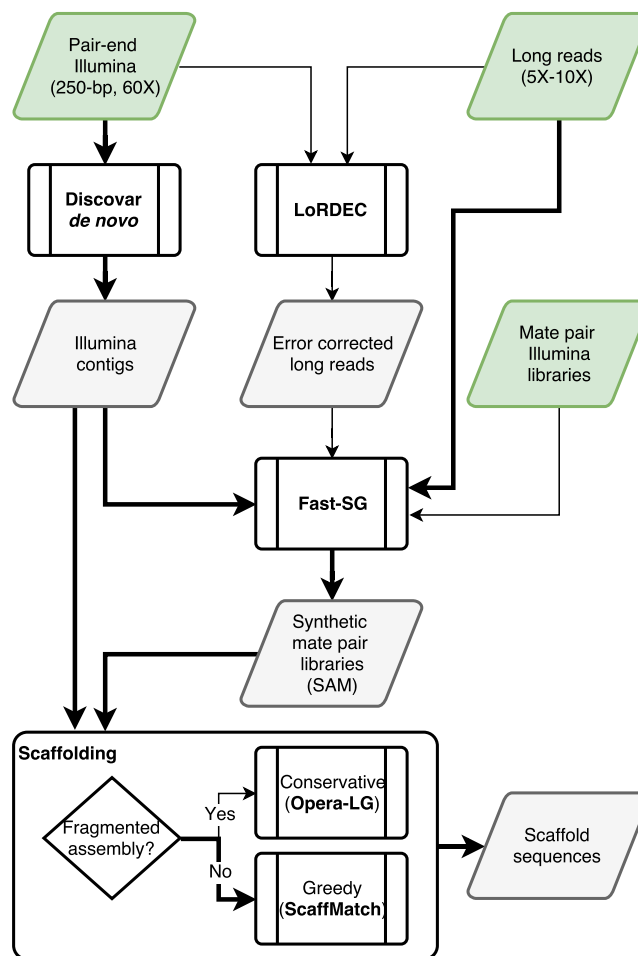 Pair-end
Illumina
(250-bp, 60X)
Long reads
(5X-10X)
Discovar
de novo
LoRDEC
Illumina
contigs
Error corrected
long reads
Mate pair
Illumina
libraries
Fast-SG
Synthetic
mate pair
libraries
(SAM)
Scaffolding
Fragmented
assembly?
Yes
No
Conservative
(Opera-LG)
Greedy
(ScaffMatch)
Scaffold
sequences